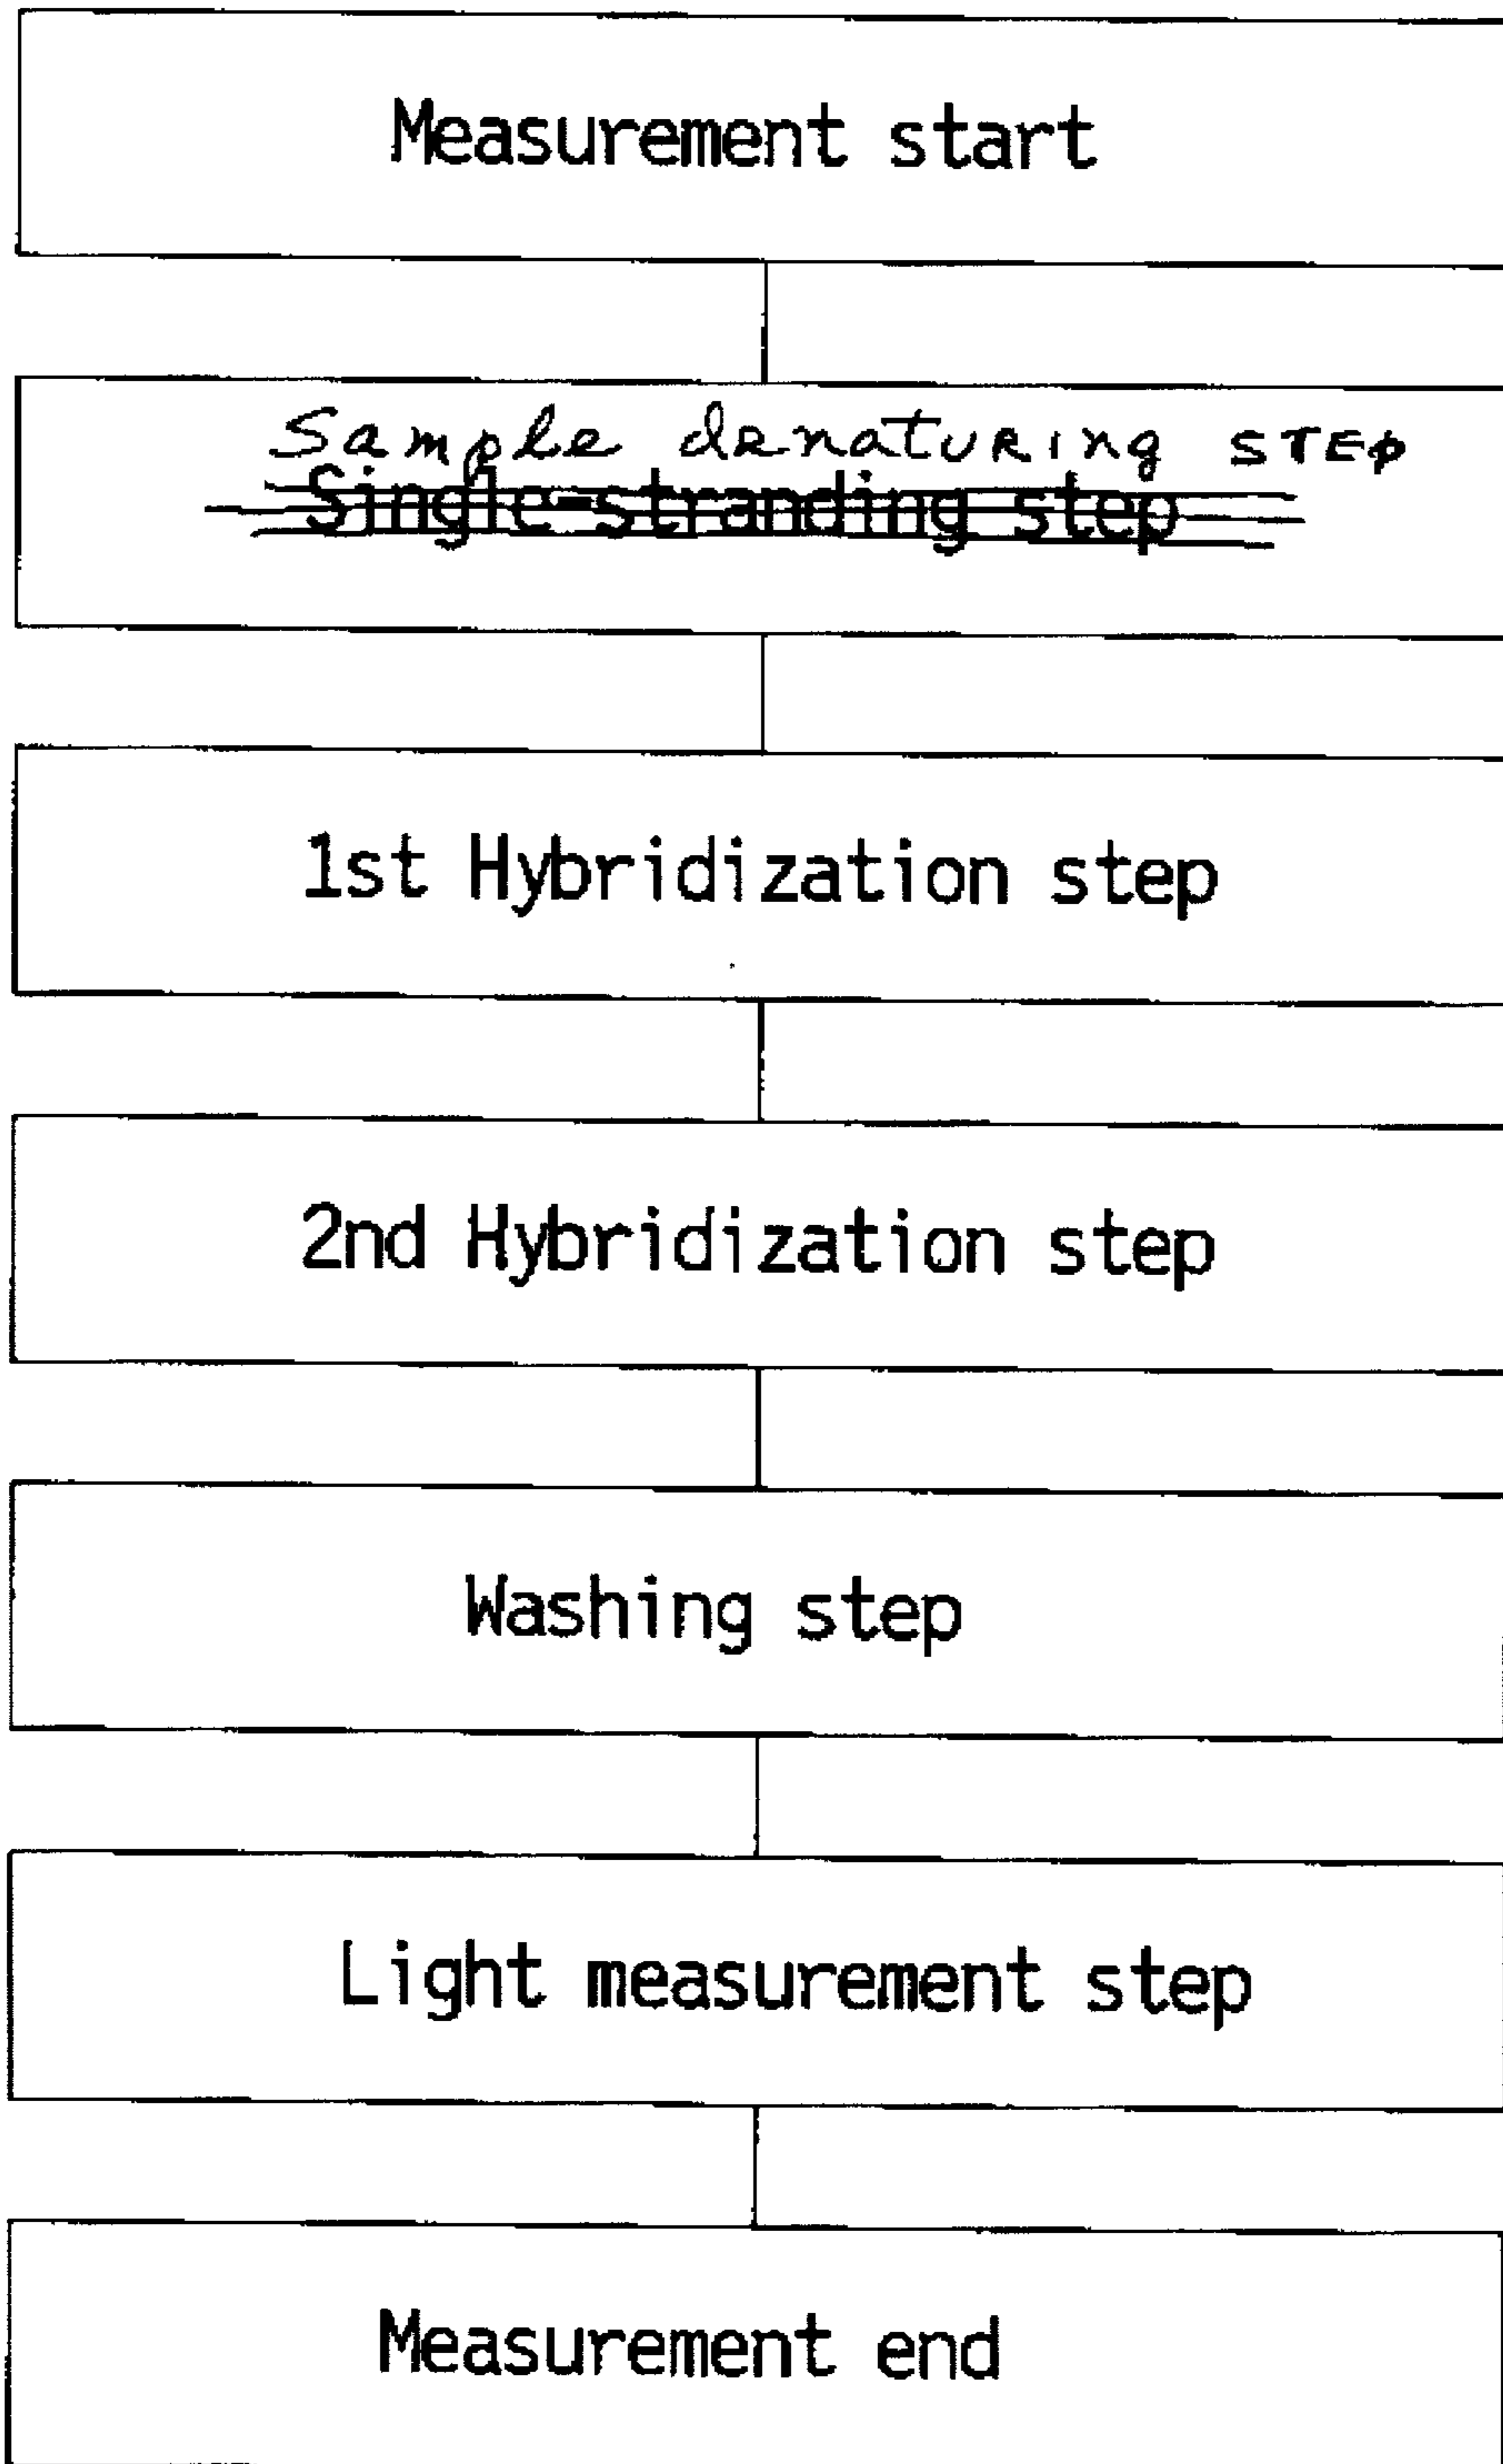 Measurement start
Sample denaturing STEP
Single-stranding step
1st Hybridization step
2nd Hybridization step
Washing step
Light measurement step
Measurement end